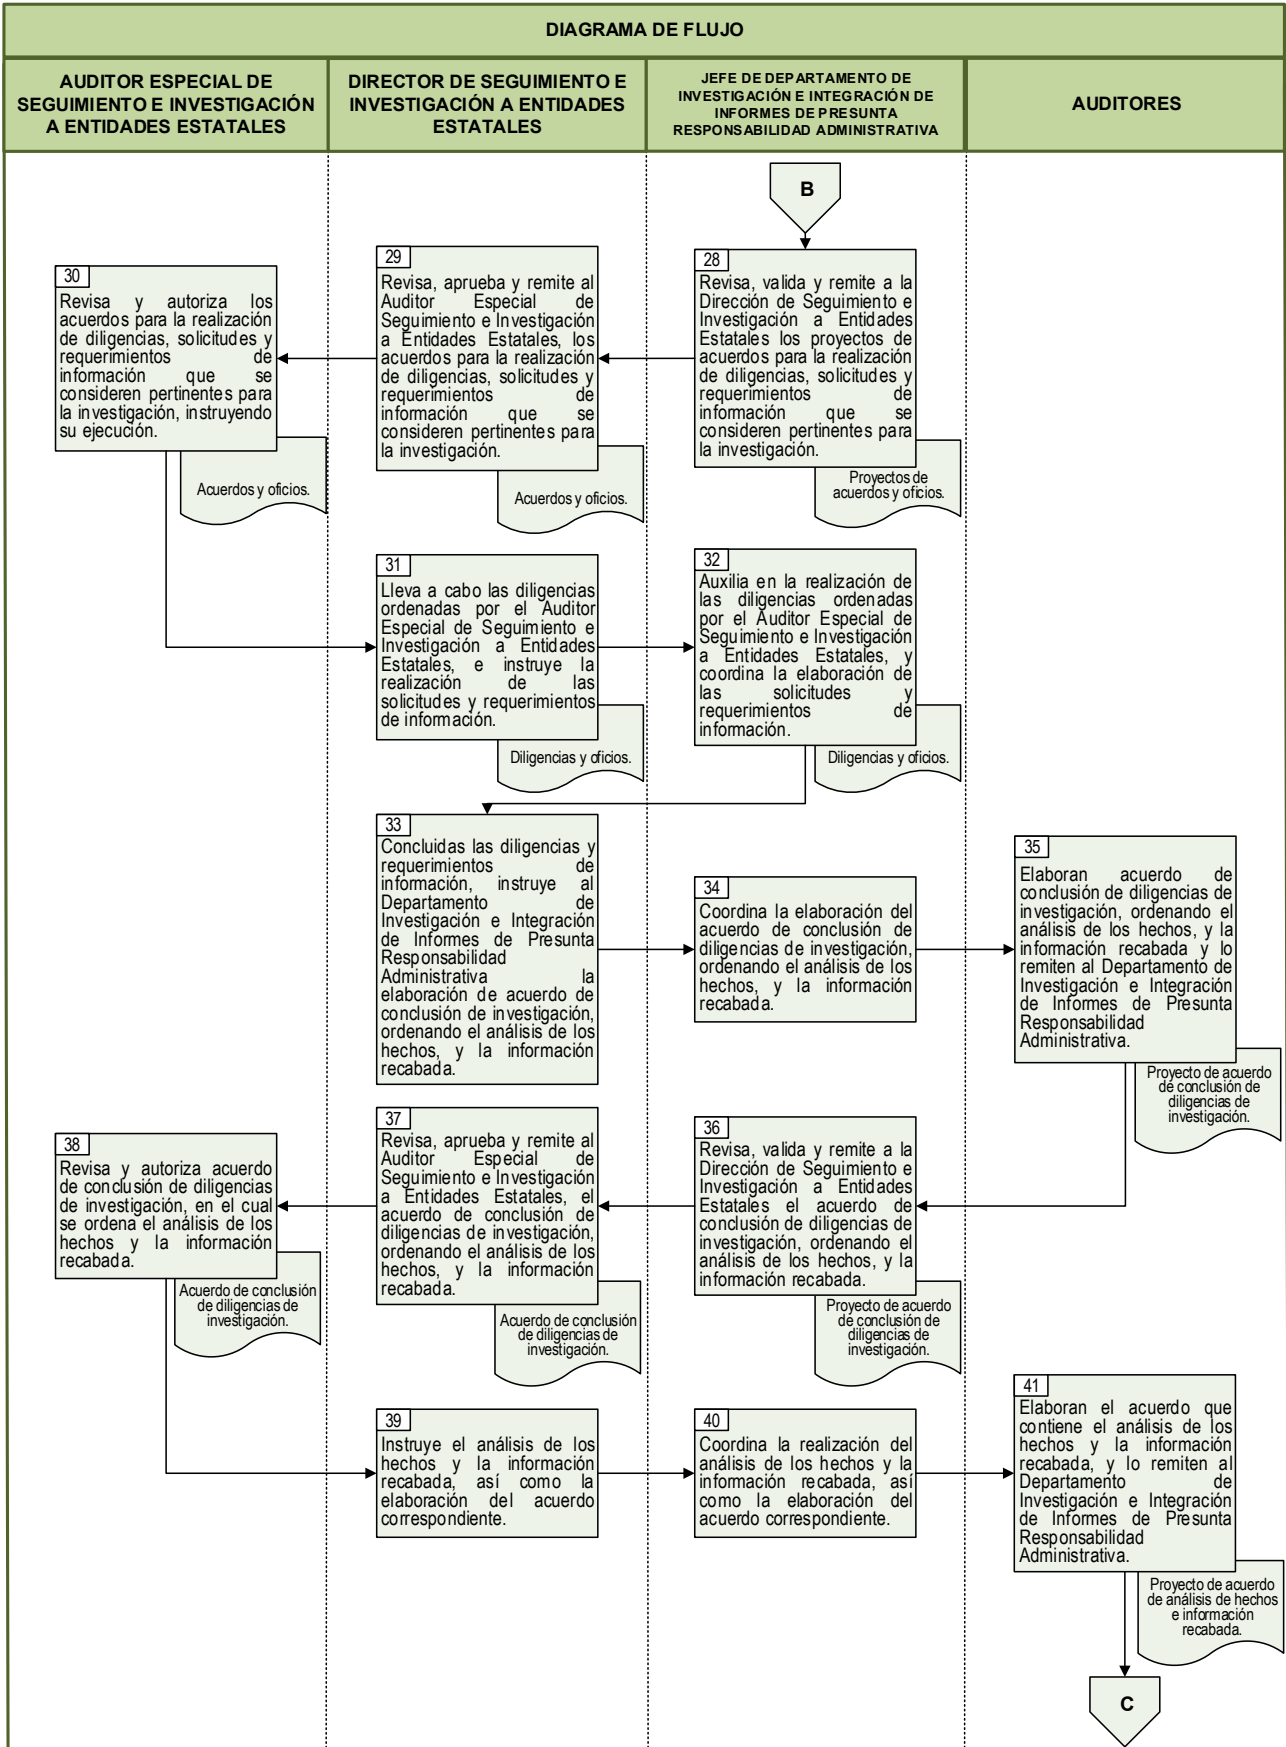 DIAGRAMA DE FLUJO
AUDITOR ESPECIAL DE
SEGUIMIENTO E INVESTIGACIÓN
A ENTIDADES ESTATALES
DIRECTOR DE SEGUIMIENTO E
INVESTIGACIÓN A ENTIDADES
ESTATALES
JEFE DE DEPARTAMENTO DE
INVESTIGACIÓN E INTEGRACIÓN DE
INFORMES DE PRESUNTA
RESPONSABILIDAD ADMINISTRATIVA
AUDITORES
B
28
Revisa, valida y remite a la
Dirección de Seguimiento e
Investigación a Entidades
Estatales los proyectos de
acuerdos para la realización
de diligencias, solicitudes y
requerimientos de
información que se
consideren pertinentes para
la investigación.
Proyectos de
acuerdos y oficios.
29
Revisa, aprueba y remite al
Auditor Especial de
Seguimiento e Investigación
a Entidades Estatales, los
acuerdos para la realización
de diligencias, solicitudes y
requerimientos de
información que se
consideren pertinentes para
la investigación.
Acuerdos y oficios.
30
Revisa y autoriza los
acuerdos para la realización
de diligencias, solicitudes y
requerimientos de
información que se
consideren pertinentes para
la investigación, instruyendo
su ejecución.
Acuerdos y oficios.
31
Lleva a cabo las diligencias
ordenadas por el Auditor
Especial de Seguimiento e
Investigación a Entidades
Estatales, e instruye la
realización de las
solicitudes y requerimientos
de información.
Diligencias y oficios.
32
Auxilia en la realización de
las diligencias ordenadas
por el Auditor Especial de
Seguimiento e Investigación
a Entidades Estatales, y
coordina la elaboración de
las solicitudes y
requerimientos de
información.
Diligencias y oficios.
33
Concluidas las diligencias y
requerimientos de
información, instruye al
Departamento de
Investigación e Integración
de Informes de Presunta
Responsabilidad
Administrativa la
elaboración de acuerdo de
conclusión de investigación,
ordenando el análisis de los
hechos, y la información
recabada.
34
Coordina la elaboración del
acuerdo de conclusión de
diligencias de investigación,
ordenando el análisis de los
hechos, y la información
recabada.
35
Elaboran acuerdo de
conclusión de diligencias de
investigación, ordenando el
análisis de los hechos, y la
información recabada y lo
remiten al Departamento de
Investigación e Integración
de Informes de Presunta
Responsabilidad
Administrativa.
Proyecto de acuerdo
de conclusión de
diligencias de
investigación.
36
Revisa, valida y remite a la
Dirección de Seguimiento e
Investigación a Entidades
Estatales el acuerdo de
conclusión de diligencias de
investigación, ordenando el
análisis de los hechos, y la
información recabada.
Proyecto de acuerdo
de conclusión de
diligencias de
investigación.
37
Revisa, aprueba y remite al
Auditor Especial de
Seguimiento e Investigación
a Entidades Estatales, el
acuerdo de conclusión de
diligencias de investigación,
ordenando el análisis de los
hechos, y la información
recabada.
Acuerdo de conclusión
de diligencias de
investigación.
38
Revisa y autoriza acuerdo
de conclusión de diligencias
de investigación, en el cual
se ordena el análisis de los
hechos y la información
recabada.
Acuerdo de conclusión
de diligencias de
investigación.
39
Instruye el análisis de los
hechos y la información
recabada, así como la
elaboración del acuerdo
correspondiente.
40
Coordina la realización del
análisis de los hechos y la
información recabada, así
como la elaboración del
acuerdo correspondiente.
41
Elaboran el acuerdo que
contiene el análisis de los
hechos y la información
recabada, y lo remiten al
Departamento de
Investigación e Integración
de Informes de Presunta
Responsabilidad
Administrativa.
Proyecto de acuerdo
de análisis de hechos
e información
recabada.
C